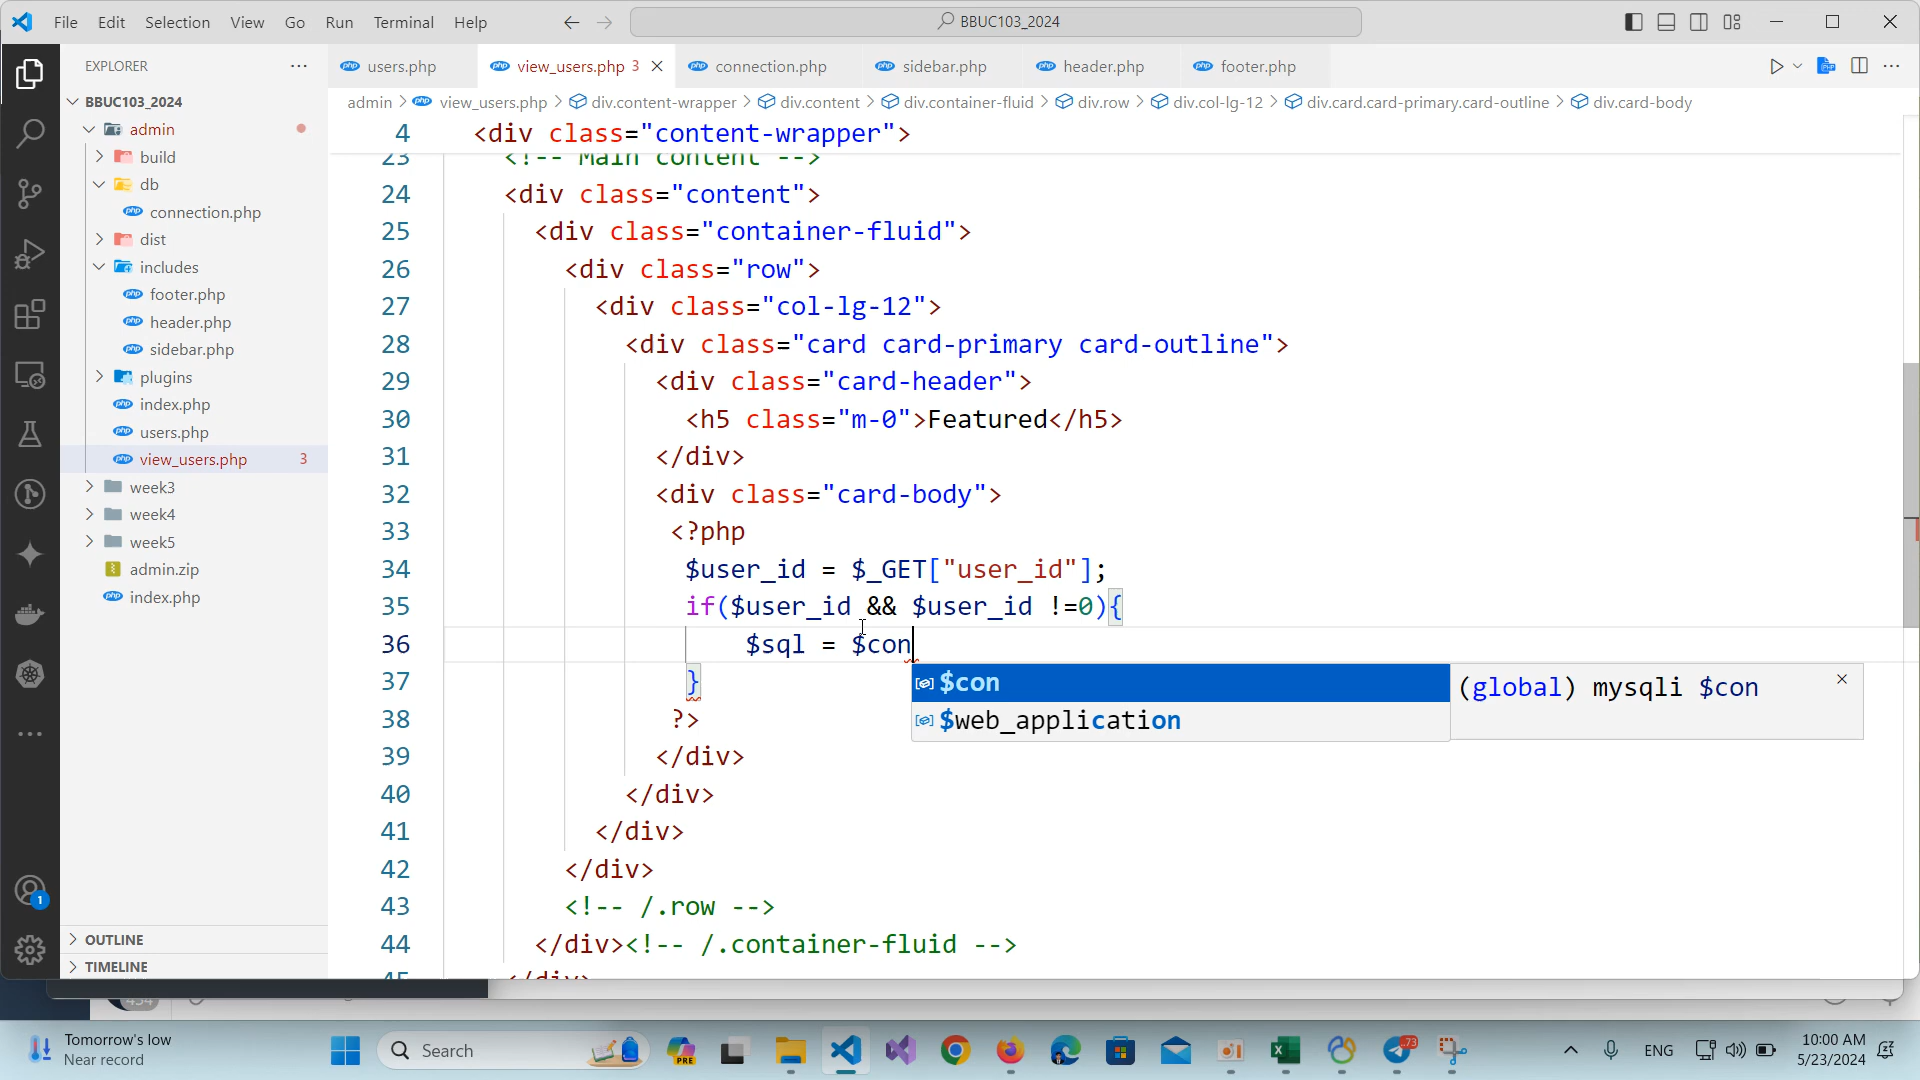 File Edit Selection View Go Run Terminal Help
BBUC103_2024
EXPLORER
users.php
view_users.php 3
connection.php
sidebar.php
header.php
footer.php
admin > view_users.php > div.content-wrapper > div.content > div.container-fluid > div.row > div.col-lg-12 > div.card.card-primary.card-outline > div.card-body
BBUC103_2024
admin
build
db
connection.php
dist
includes
footer.php
header.php
sidebar.php
plugins
index.php
users.php
view_users.php 3
week3
week4
week5
admin.zip
index.php
OUTLINE
TIMELINE
1
4 <div class="content-wrapper">
23 <!-- Main content -->
24 <div class="content">
25 <div class="container-fluid">
26 <div class="row">
27 <div class="col-lg-12">
28 <div class="card card-primary card-outline">
29 <div class="card-header">
30 <h5 class="m-0">Featured</h5>
31 </div>
32 <div class="card-body">
33 <?php
34 $user_id = $_GET["user_id"];
35 if($user_id && $user_id !=0){
36 $sql = $con
37 }
38 ?>
39 </div>
40 </div>
41 </div>
42 </div>
43 <!-- /.row -->
44 </div><!-- /.container-fluid -->
45 </div>
$con
$web_application
(global) mysqli $con
Tomorrow's low
Near record
Search
PRE
73
ENG
10:00 AM
5/23/2024